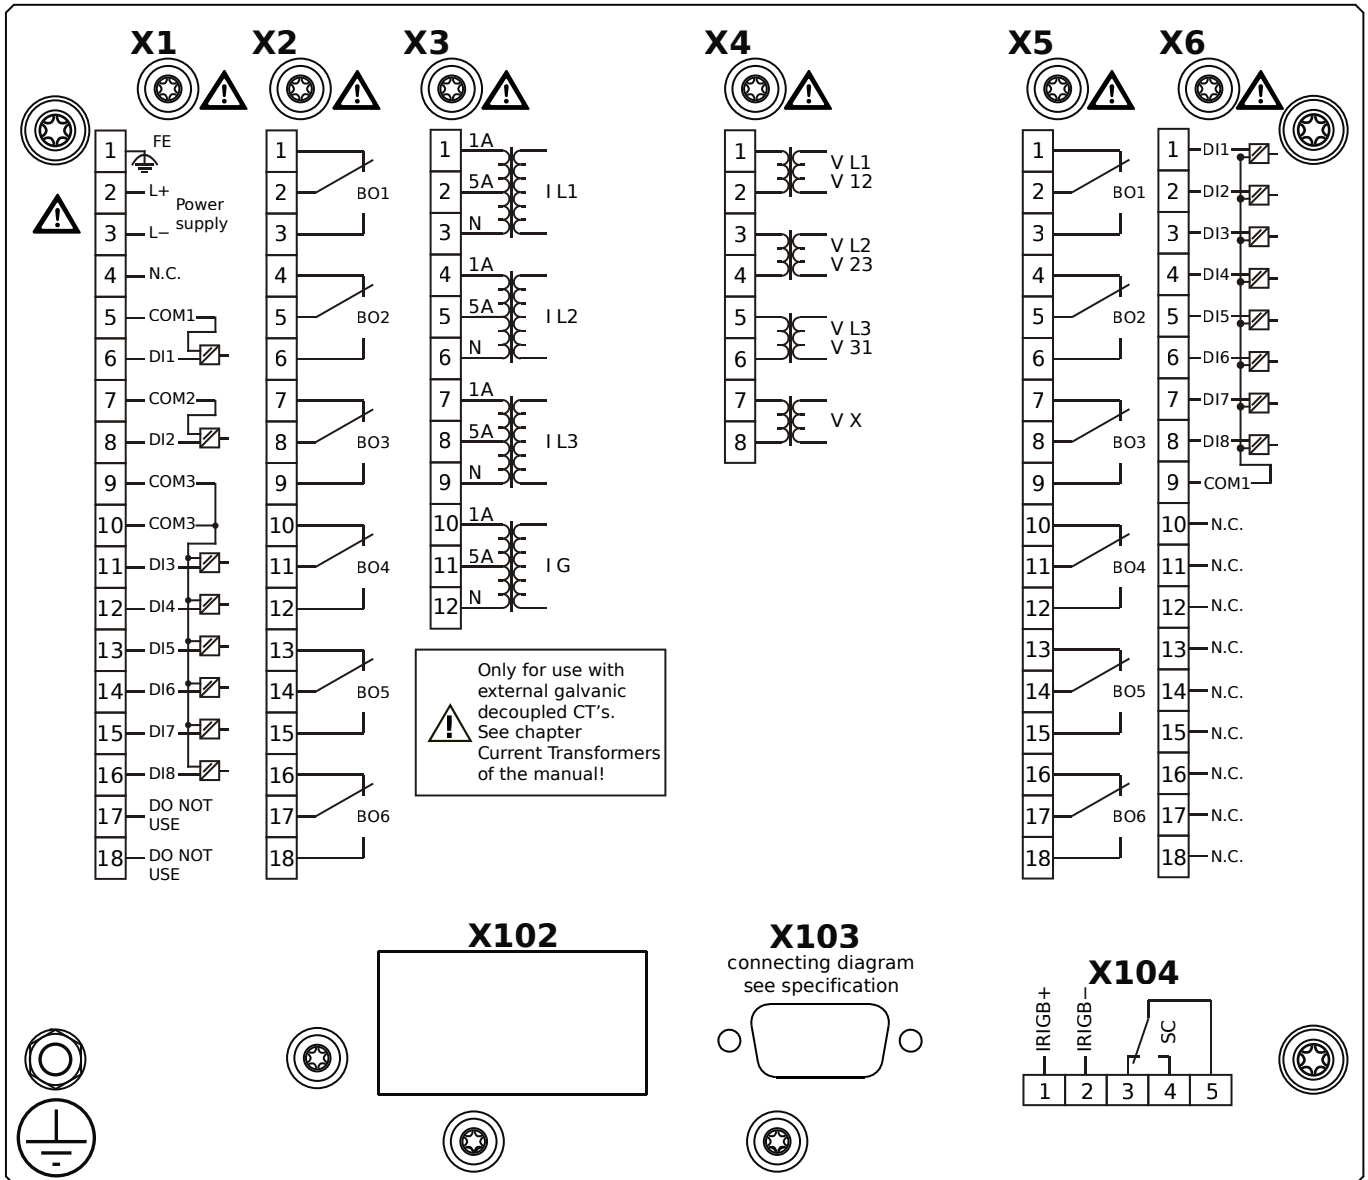 X1 X2 X3 X4 X5 X6
1 FE
2 L+
Power
supply
3 L−
4 N.C.
5 COM1
6 DI1
7 COM2
8 DI2
9 COM3
10 COM3
11 DI3
12 DI4
13 DI5
14 DI6
15 DI7
16 DI8
17 DO NOT
USE
18 DO NOT
USE
1
2 BO1
3
4
5 BO2
6
7
8 BO3
9
10
11 BO4
12
13
14 BO5
15
16
17 BO6
18
1 1A
2 5A I L1
3 N
4 1A
5 5A I L2
6 N
7 1A
8 5A I L3
9 N
10 1A
11 5A I G
12 N
Only for use with
external galvanic
decoupled CT's.
See chapter
Current Transformers
of the manual!
1 V L1
2 V 12
3 V L2
4 V 23
5 V L3
6 V 31
7 V X
8
1
2 BO1
3
4
5 BO2
6
7
8 BO3
9
10
11 BO4
12
13
14 BO5
15
16
17 BO6
18
1 DI1
2 DI2
3 DI3
4 DI4
5 DI5
6 DI6
7 DI7
8 DI8
9 COM1
10 N.C.
11 N.C.
12 N.C.
13 N.C.
14 N.C.
15 N.C.
16 N.C.
17 N.C.
18 N.C.
X102
X103
connecting diagram
see specification
X104
IRIGB+
IRIGB−
SC
1 2 3 4 5